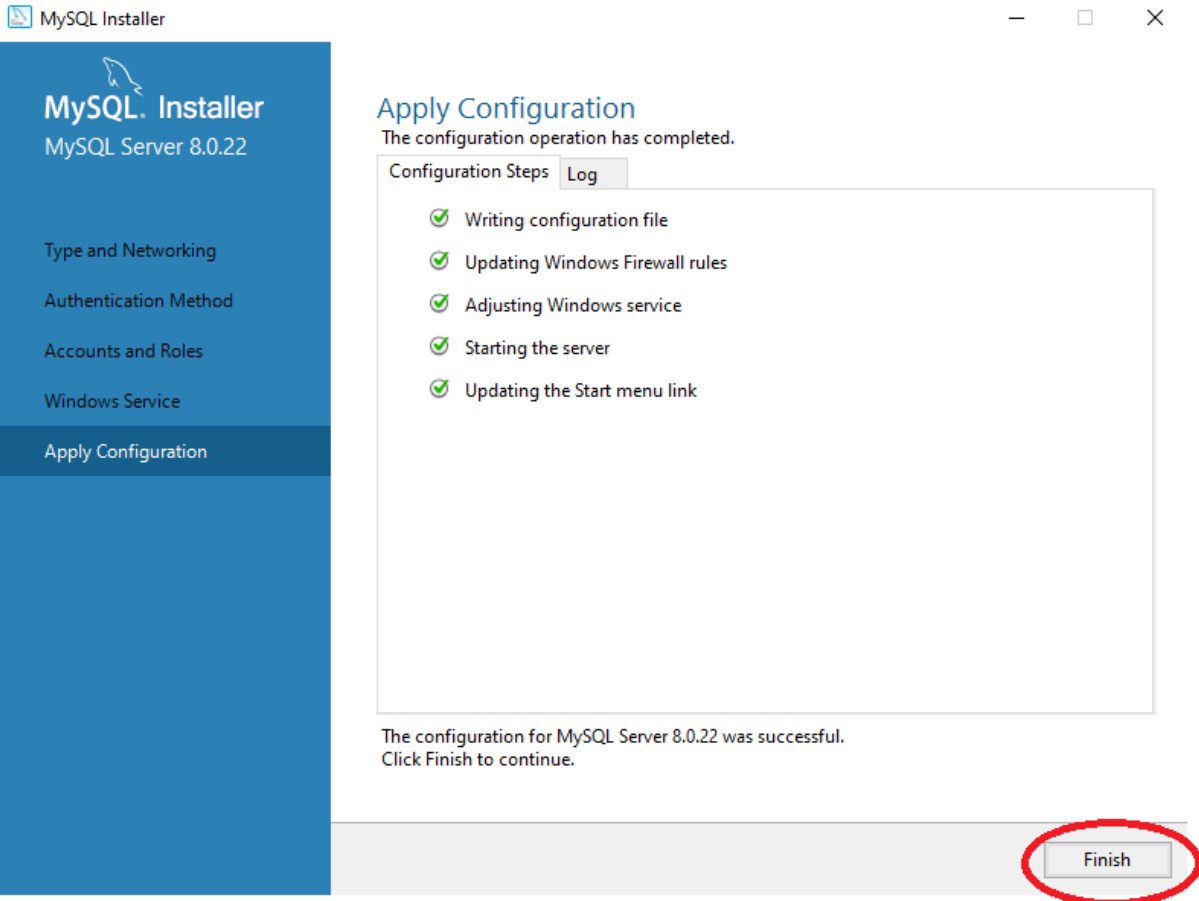 MySQL Installer
MySQL. Installer
MySQL Server 8.0.22
Type and Networking
Authentication Method
Accounts and Roles
Windows Service
Apply Configuration
Apply Configuration
The configuration operation has completed.
Configuration Steps Log
Writing configuration file
Updating Windows Firewall rules
Adjusting Windows service
Starting the server
Updating the Start menu link
The configuration for MySQL Server 8.0.22 was successful.
Click Finish to continue.
Finish